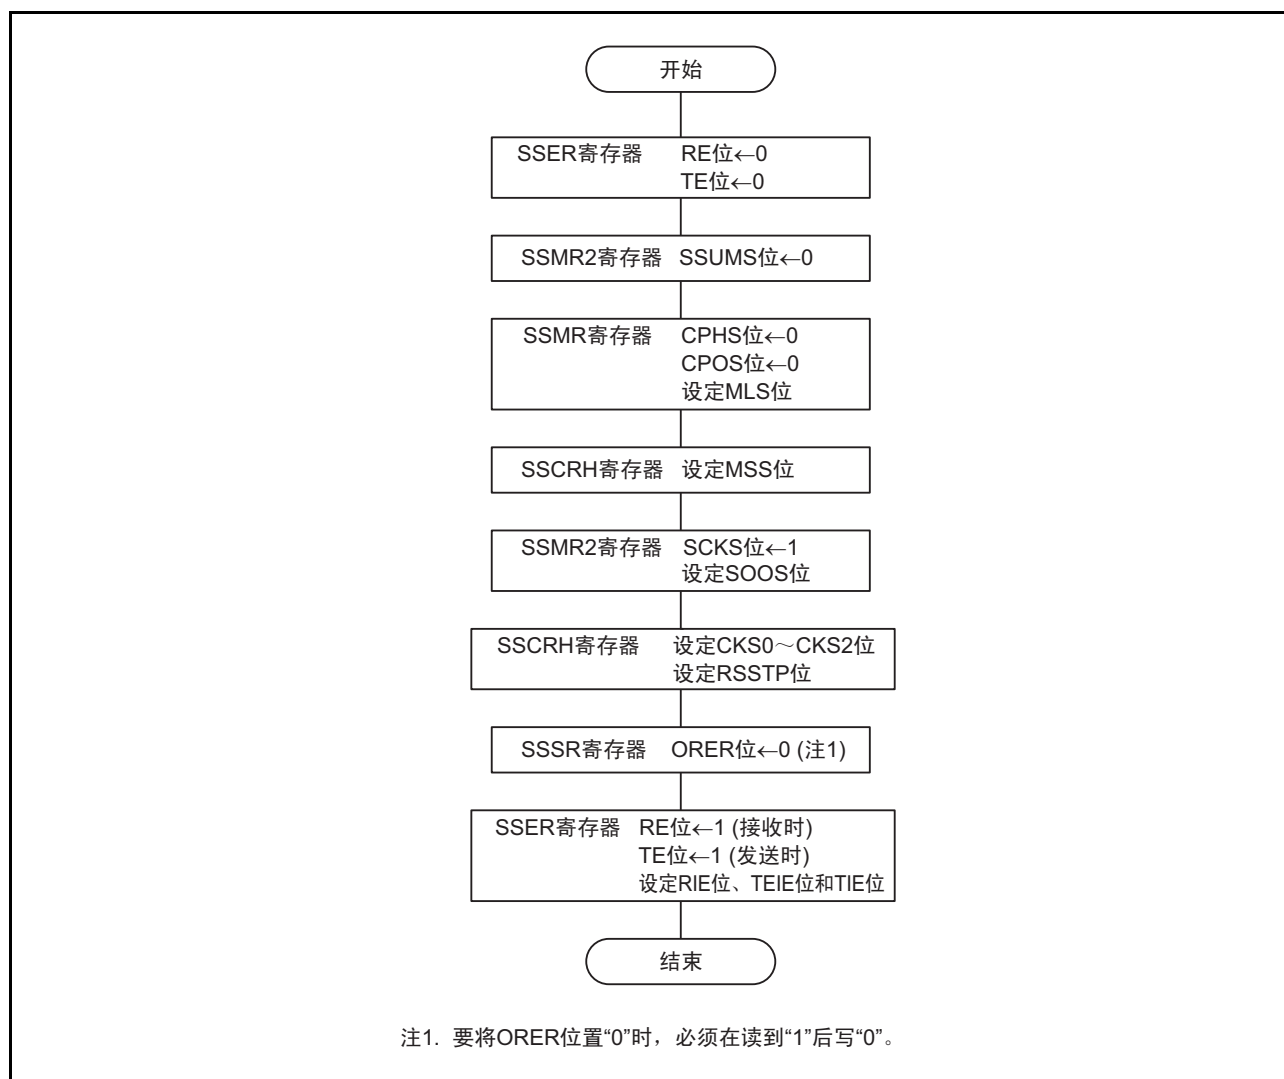 开始
SSER寄存器 RE位←0
TE位←0
SSMR2寄存器 SSUMS位←0
SSMR寄存器 CPHS位←0
CPOS位←0
设定MLS位
SSCRH寄存器 设定MSS位
SSMR2寄存器 SCKS位←1
设定SOOS位
SSCRH寄存器 设定CKS0～CKS2位
设定RSSTP位
SSSR寄存器 ORER位←0 (注1)
SSER寄存器 RE位←1 (接收时)
TE位←1 (发送时)
设定RIE位、TEIE位和TIE位
结束
注1. 要将ORER位置“0”时，必须在读到“1”后写“0”。